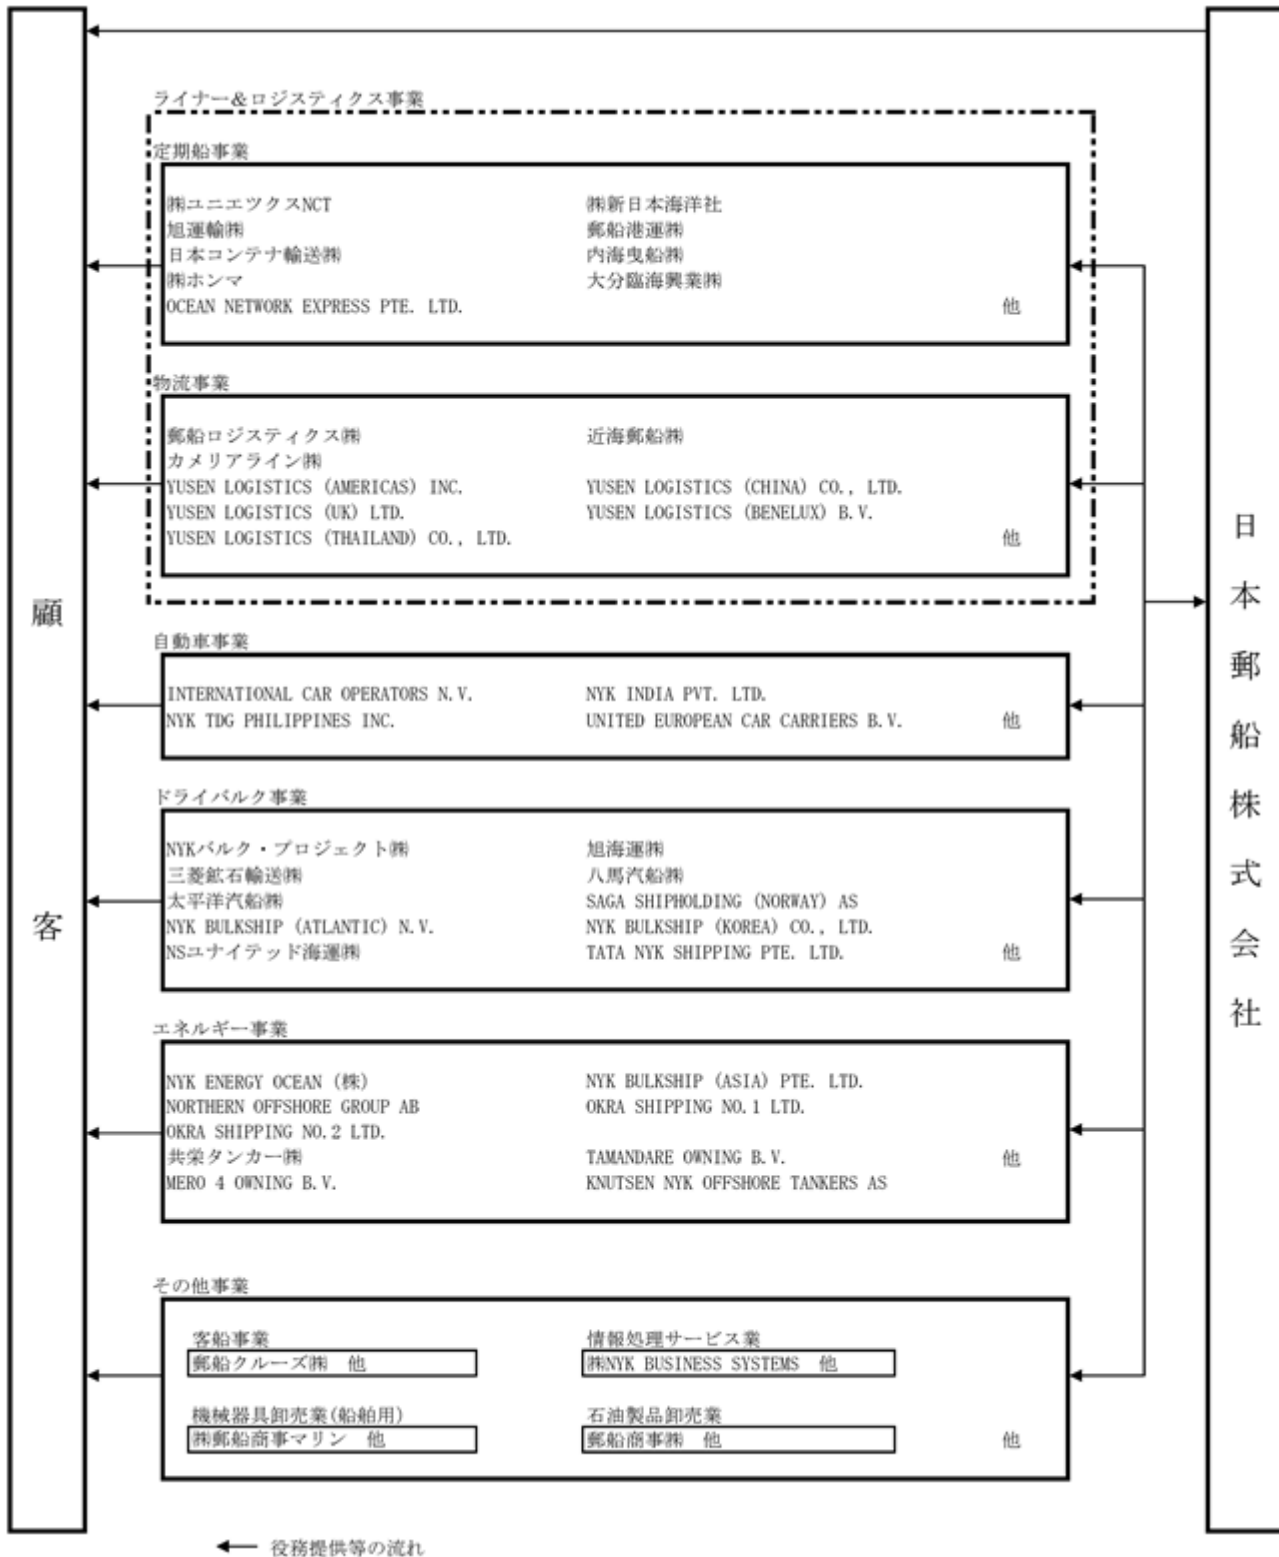 ライナー&ロジスティクス事業
定期船事業
㈱ユニエツクスNCT ㈱新日本海洋社
旭運輸㈱ 郵船港運㈱
日本コンテナ輸送㈱ 内海曳船㈱
㈱ホンマ 大分臨海興業㈱
OCEAN NETWORK EXPRESS PTE. LTD. 他
物流事業
郵船ロジスティクス㈱ 近海郵船㈱
カメリアライン㈱
YUSEN LOGISTICS (AMERICAS) INC. YUSEN LOGISTICS (CHINA) CO., LTD.
YUSEN LOGISTICS (UK) LTD. YUSEN LOGISTICS (BENELUX) B.V.
YUSEN LOGISTICS (THAILAND) CO., LTD. 他
自動車事業
INTERNATIONAL CAR OPERATORS N.V. NYK INDIA PVT. LTD.
NYK TDG PHILIPPINES INC. UNITED EUROPEAN CAR CARRIERS B.V. 他
ドライバルク事業
NYKバルク・プロジェクト㈱ 旭海運㈱
三菱鉱石輸送㈱ 八馬汽船㈱
太平洋汽船㈱ SAGA SHIPHOLDING (NORWAY) AS
NYK BULKSHIP (ATLANTIC) N.V. NYK BULKSHIP (KOREA) CO., LTD.
NSユナイテッド海運㈱ TATA NYK SHIPPING PTE. LTD. 他
エネルギー事業
NYK ENERGY OCEAN (株) NYK BULKSHIP (ASIA) PTE. LTD.
NORTHERN OFFSHORE GROUP AB OKRA SHIPPING NO.1 LTD.
OKRA SHIPPING NO.2 LTD.
共栄タンカー㈱ TAMANDARE OWNING B.V. 他
MERO 4 OWNING B.V. KNUTSEN NYK OFFSHORE TANKERS AS
その他事業
客船事業 情報処理サービス業
郵船クルーズ㈱ 他 ㈱NYK BUSINESS SYSTEMS 他
機械器具卸売業(船舶用) 石油製品卸売業
㈱郵船商事マリン 他 郵船商事㈱ 他 他
顧客
日本郵船株式会社
役務提供等の流れ